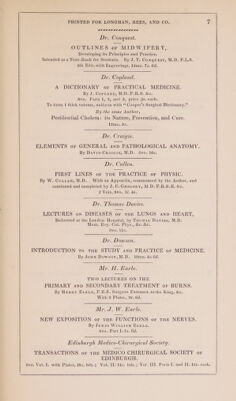 PRINTED FOR LONGMAN, REES, AND CO. 7
Dr. Conquest.
OUTLINES OF MIDWIFERY,
Developing its Principles and Practice.
Intended as a Text-Book for Students. By J. T. CONQUEST, M.D. F.L.S.
5th Edit. with Engravings, 12mo. 7s. 6d.
Dr. Copland.
A DICTIONARY OF PRACTICAL MEDICINE.
By J. COPLAND, M.D. F.R.S. &c.
8vo. Parts 1, 2, and 3, price 9s. each.
To form 1 thick volume, uniform with "Cooper's Surgical Dictionary."
By the same Author,
Pestilential Cholera: its Nature, Prevention, and Cure.
12mo.
Dr. Craigie.
ELEMENTS OF GENERAL AND PATHOLOGICAL ANATOMY.
By DAVID CRAIGIE, M.D. 8vo. 16s.
Dr. Cullen.
FIRST LINES OF THE PRACTICE OF PHYSIC.
By W. CULLEN, M.D. With an Appendix, commenced by the Author, and
continued and completed by J. C. GREGORY, M.D. F.R.S.E. &c.
2 Vols. 8vo. 1l. 4s.
Dr. Thomas Davies.
LECTURES ON DISEASES OF THE LUNGS AND HEART,
Delivered at the London Hospital, by THOMAS DAVIES, M.D.
Mem. Roy. Col. Phys., &c. &c.
8vo. 12s.
Dr. Dowson.
INTRODUCTION TO THE STUDY AND PRACTICE OF MEDICINE.
By JOHN DOWSON, M.D. 12mo. 4s. 6d.
Mr. H. Earle.
TWO LECTURES ON THE
PRIMARY AND SECONDARY TREATMENT OF BURNS.
By HENRY EARLE, F.R.S. Surgeon Extraord. to the King, &c.
With 2 Plates, 3s. 6d.
Mr. J. W. Earle.
NEW EXPOSITION OF THE FUNCTIONS OF THE NERVES.
By JAMES WILLIAM EARLE.
8vo. Part I. 7s. 6d.
Edinburgh Medico-Chirurgical Society.
TRANSACTIONS OF THE MEDICO CHIRURGICAL SOCIETY OF
EDINBURGH.
8vo. Vol. I. with Plates, 18s. bds.; Vol. II. bds.; Vol. III. Parts I. and II. each.